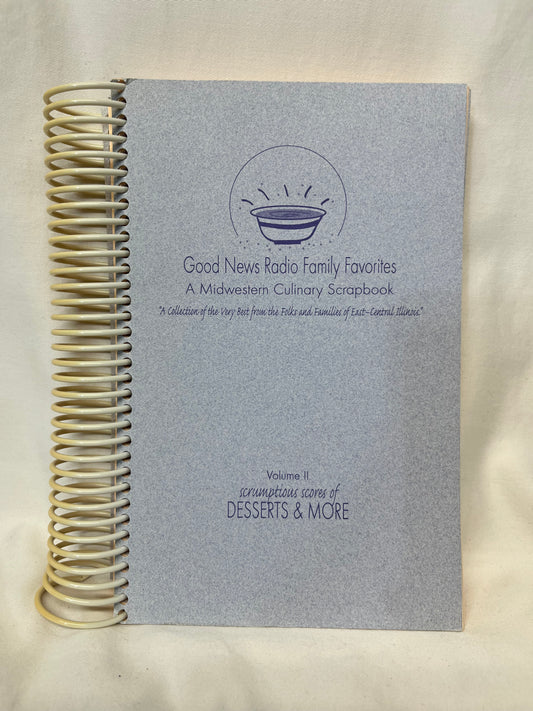 Good News Radio Family Favorites
A Midwestern Culinary Scrapbook
"A Collection of the Very Best from the Folks and Families of East-Central Illinois."
Volume II
scrumptious scores of
DESSERTS & MORE